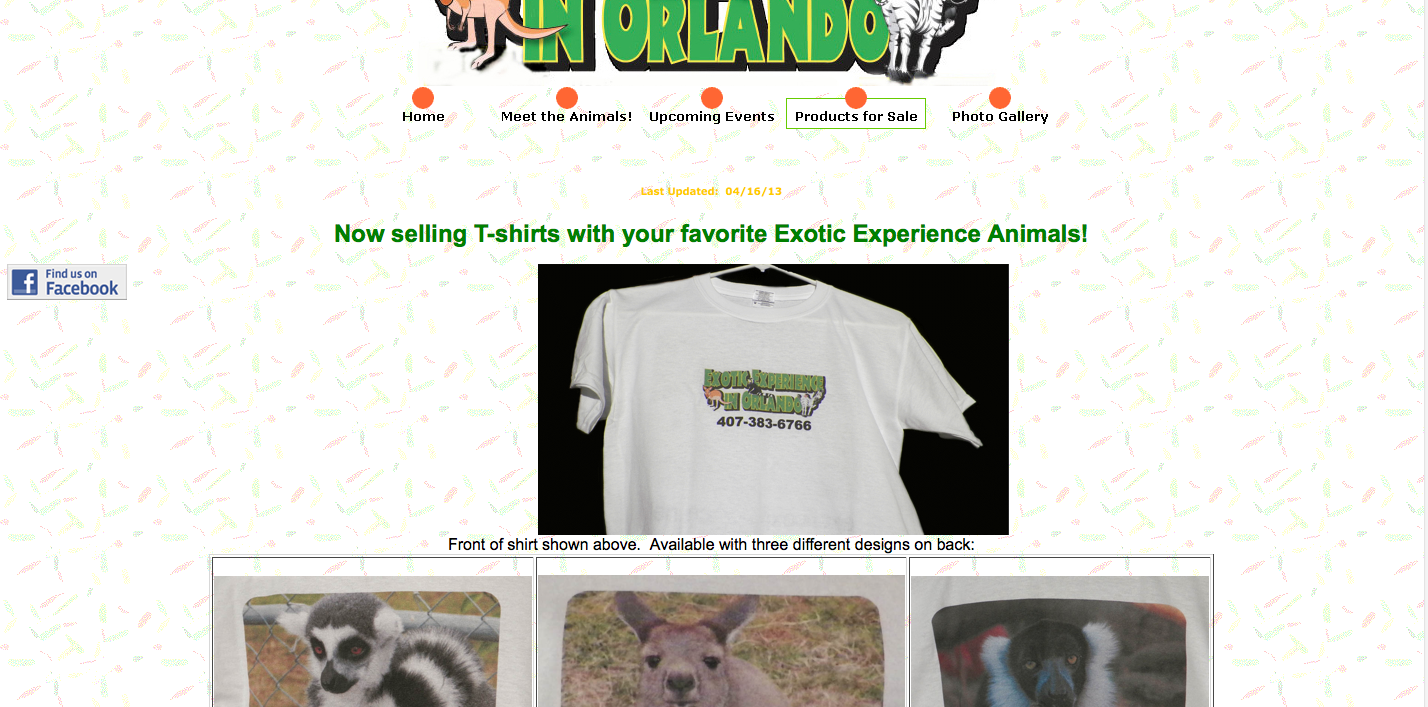 IN ORLANDO
Home
Meet the Animals!
Upcoming Events
Products for Sale
Photo Gallery
Last Updated:  04/16/13
Now selling T-shirts with your favorite Exotic Experience Animals!
Find us on
Facebook
EXOTIC EXPERIENCE
IN ORLANDO
407-383-6766
Front of shirt shown above.  Available with three different designs on back: